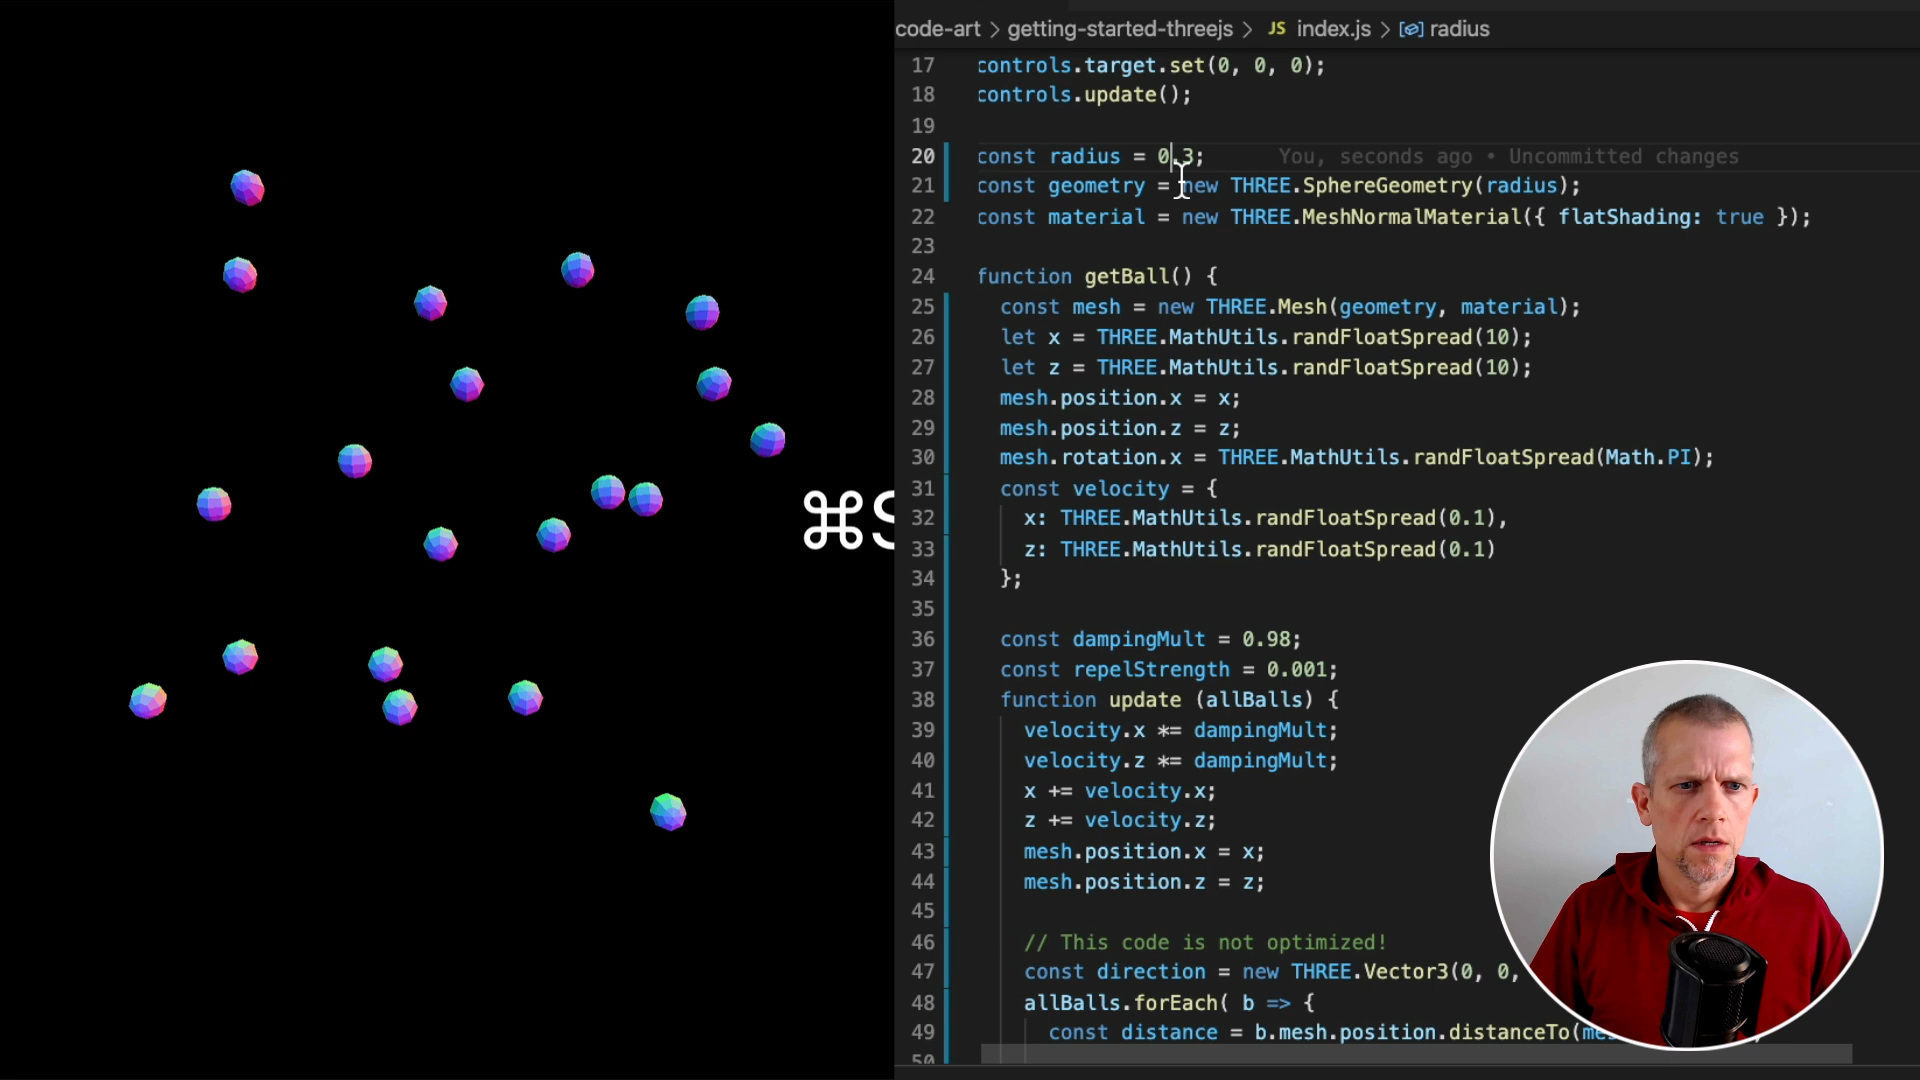 code-art > getting-started-threejs > JS index.js > radius
17 controls.target.set(0, 0, 0);
18 controls.update();
19
20 const radius = 0.3; You, seconds ago • Uncommitted changes
21 const geometry = new THREE.SphereGeometry(radius);
22 const material = new THREE.MeshNormalMaterial({ flatShading: true });
23
24 function getBall() {
25 const mesh = new THREE.Mesh(geometry, material);
26 let x = THREE.MathUtils.randFloatSpread(10);
27 let z = THREE.MathUtils.randFloatSpread(10);
28 mesh.position.x = x;
29 mesh.position.z = z;
30 mesh.rotation.x = THREE.MathUtils.randFloatSpread(Math.PI);
31 const velocity = {
32 x: THREE.MathUtils.randFloatSpread(0.1),
33 z: THREE.MathUtils.randFloatSpread(0.1)
34 };
35
36 const dampingMult = 0.98;
37 const repelStrength = 0.001;
38 function update (allBalls) {
39 velocity.x *= dampingMult;
40 velocity.z *= dampingMult;
41 x += velocity.x;
42 z += velocity.z;
43 mesh.position.x = x;
44 mesh.position.z = z;
45
46 // This code is not optimized!
47 const direction = new THREE.Vector3(0, 0,
48 allBalls.forEach( b => {
49 const distance = b.mesh.position.distanceTo(
50
⌘S